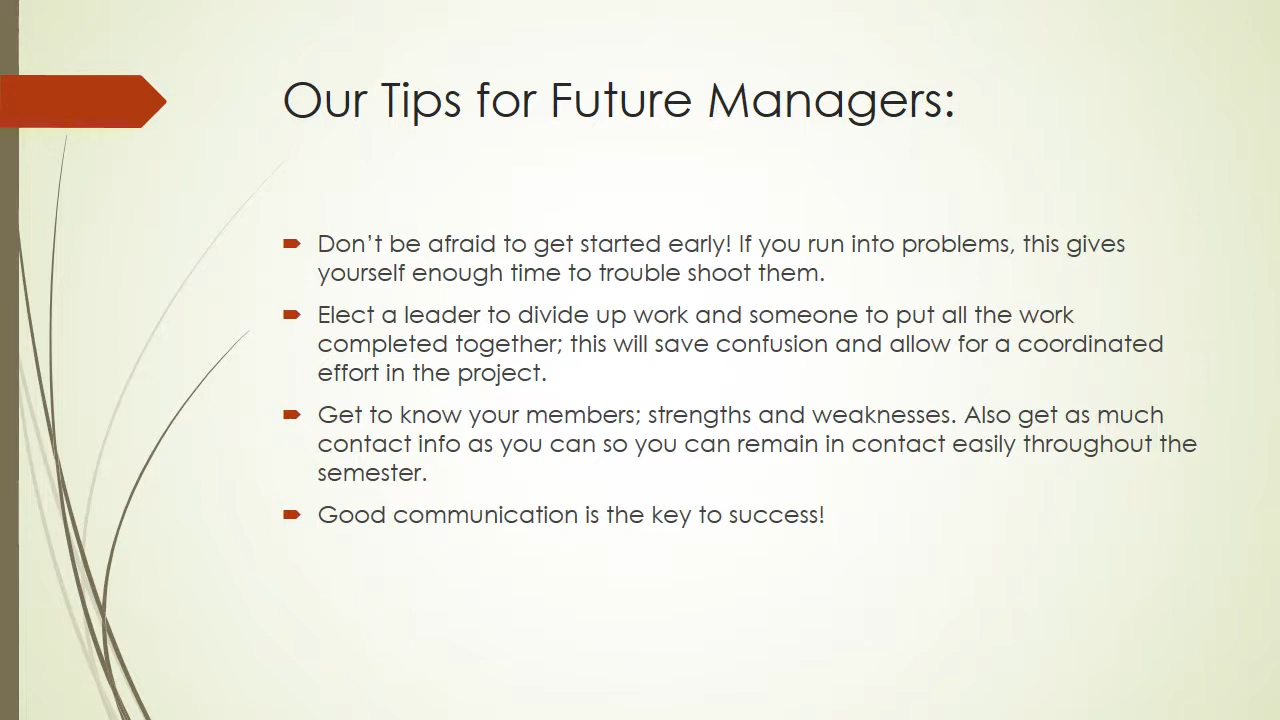 Our Tips for Future Managers:
Don't be afraid to get started early! If you run into problems, this gives
yourself enough time to trouble shoot them.
Elect a leader to divide up work and someone to put all the work
completed together; this will save confusion and allow for a coordinated
effort in the project.
Get to know your members; strengths and weaknesses. Also get as much
contact info as you can so you can remain in contact easily throughout the
semester.
Good communication is the key to success!